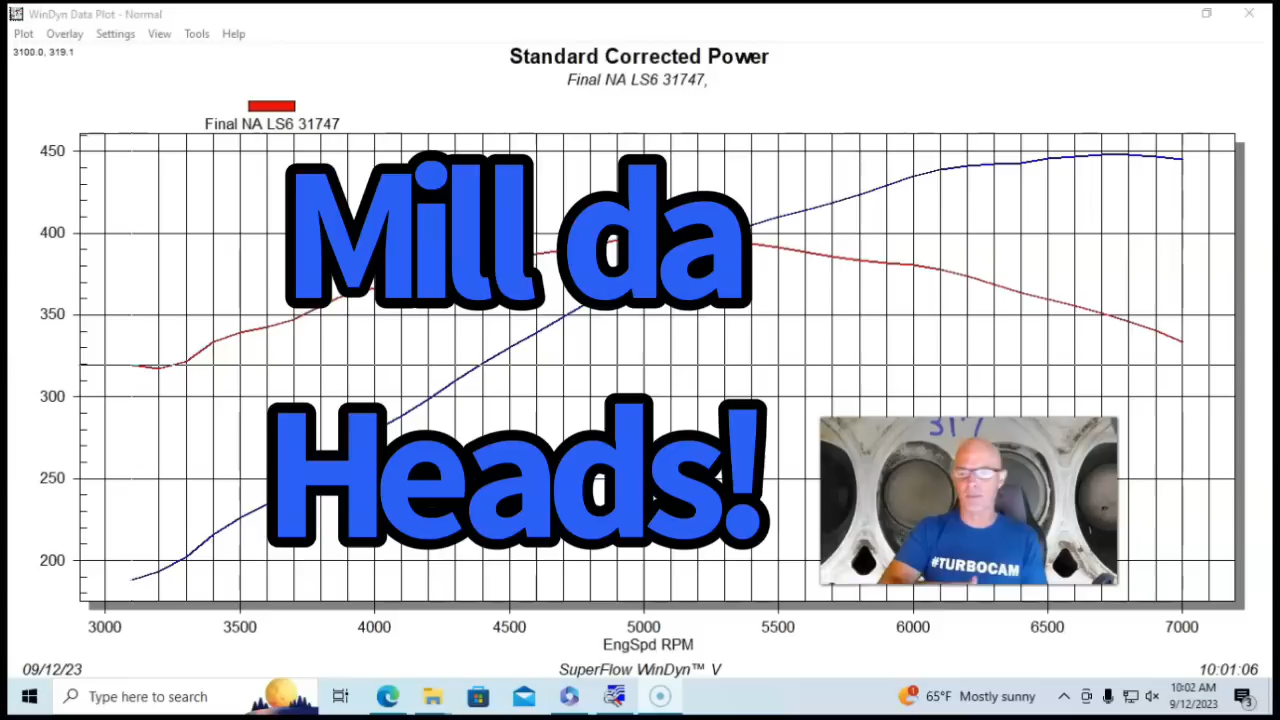 WinDyn Data Plot - Normal
Plot Overlay Settings View Tools Help
3100.0, 319.1
Standard Corrected Power
Final NA LS6 31747,
Final NA LS6 31747
450
400
350
300
250
200
Mill da
Heads!
#TURBOCAM
3000 3500 4000 4500 5000 5500 6000 6500 7000
EngSpd RPM
09/12/23 SuperFlow WinDyn™ V 10:01:06
Type here to search
1
65°F Mostly sunny
10:02 AM
9/12/2023
3